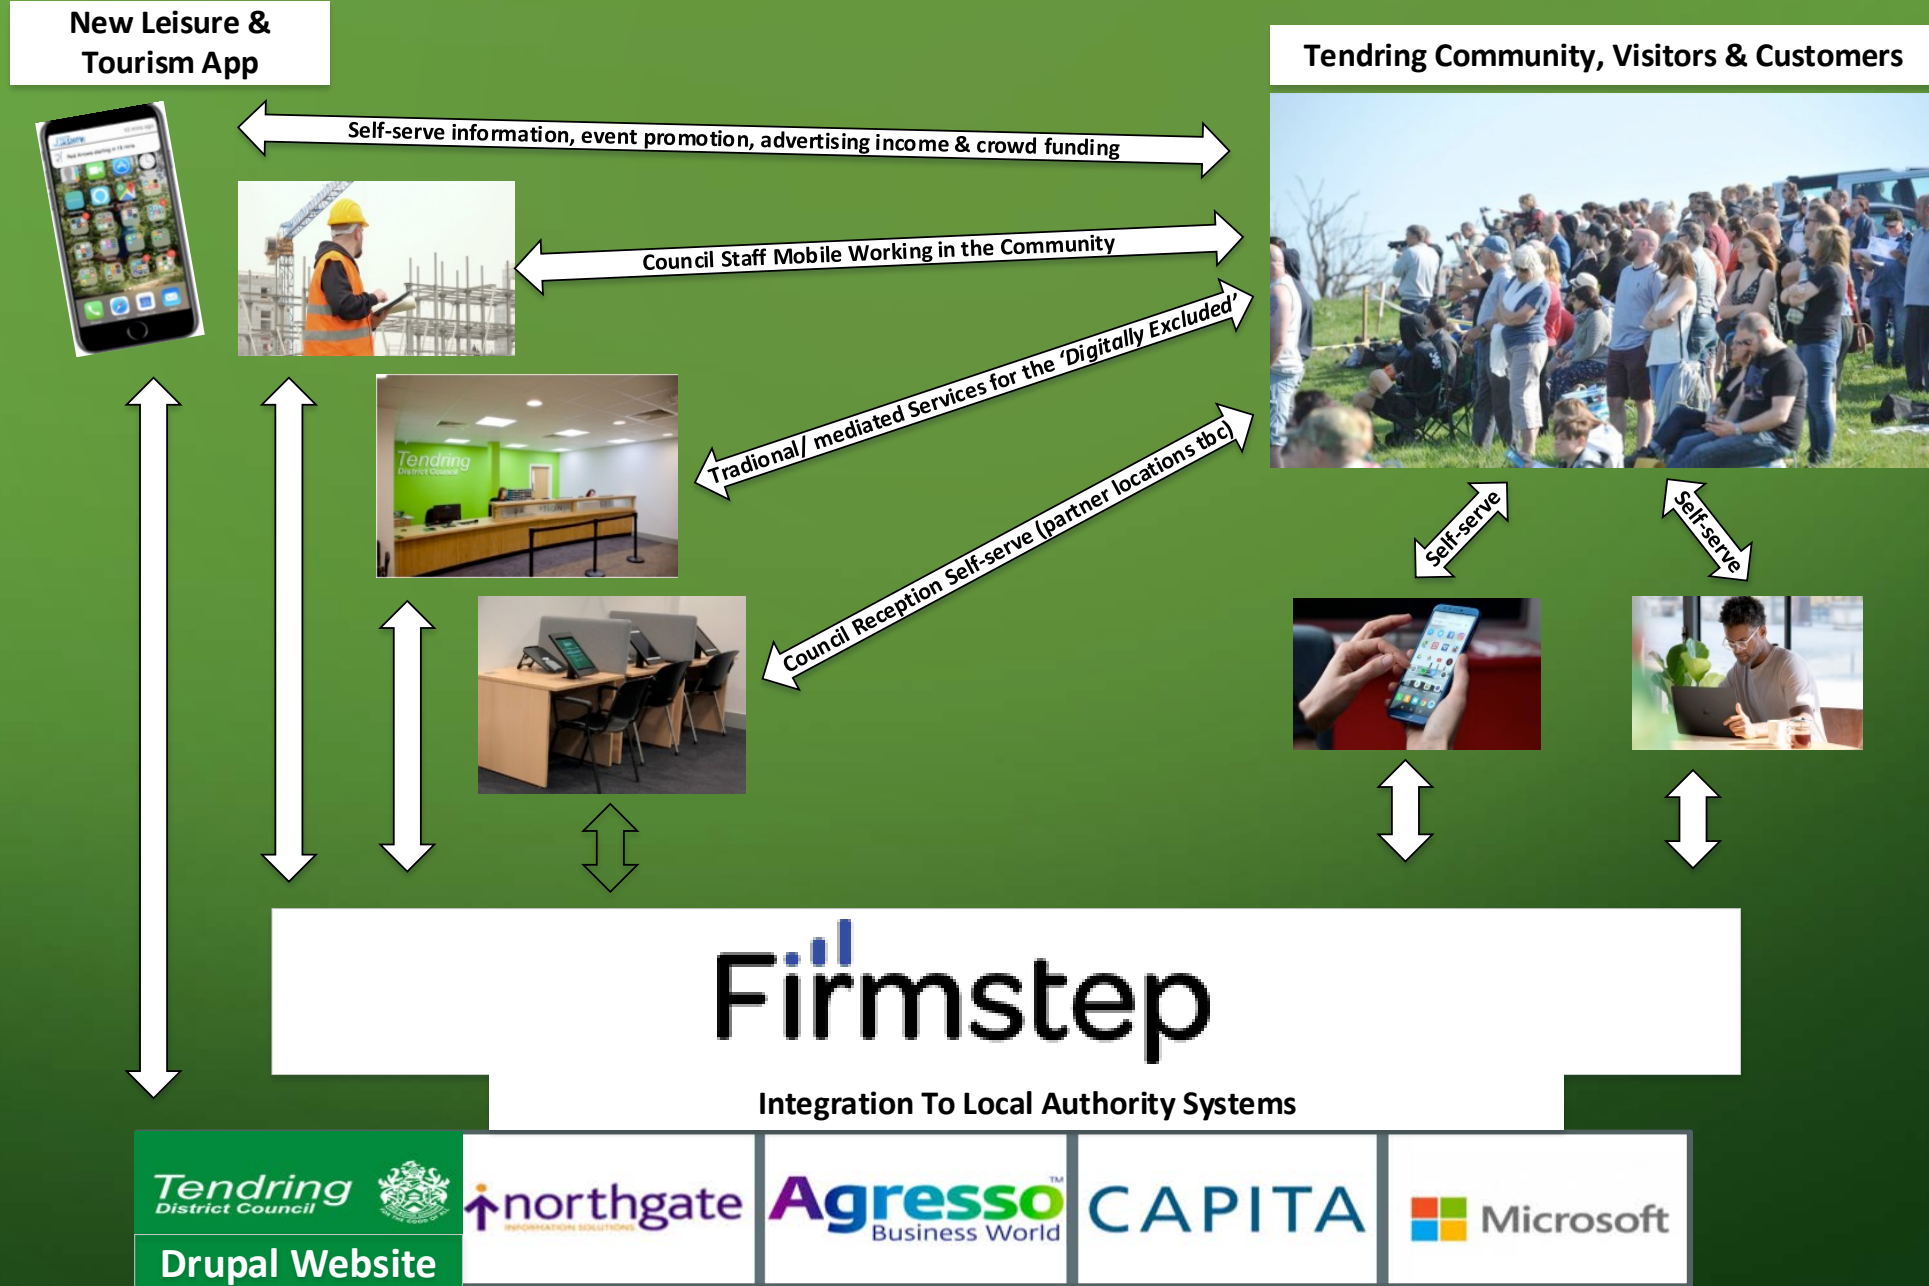 New Leisure &
Tourism App
Tendring Community, Visitors & Customers
Self-serve information, event promotion, advertising income & crowd funding
Council Staff Mobile Working in the Community
Tradional/ mediated Services for the ‘Digitally Excluded’
Council Reception Self-serve (partner locations tbc)
Tendring
District Council
Self-serve
Self-serve
Firmstep
Integration To Local Authority Systems
Tendring
District Council
Drupal Website
northgate
INFORMATION SOLUTIONS
Agresso™
Business World
CAPITA
Microsoft